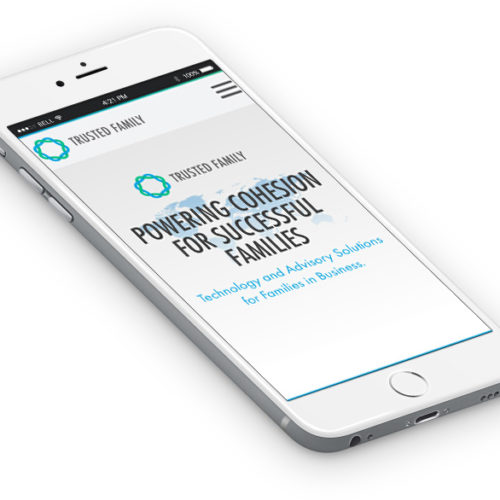 BELL 4:21 PM 100%
TRUSTED FAMILY
TRUSTED FAMILY
POWERING COHESION
FOR SUCCESSFUL
FAMILIES
Technology and Advisory Solutions
for Families in Business.